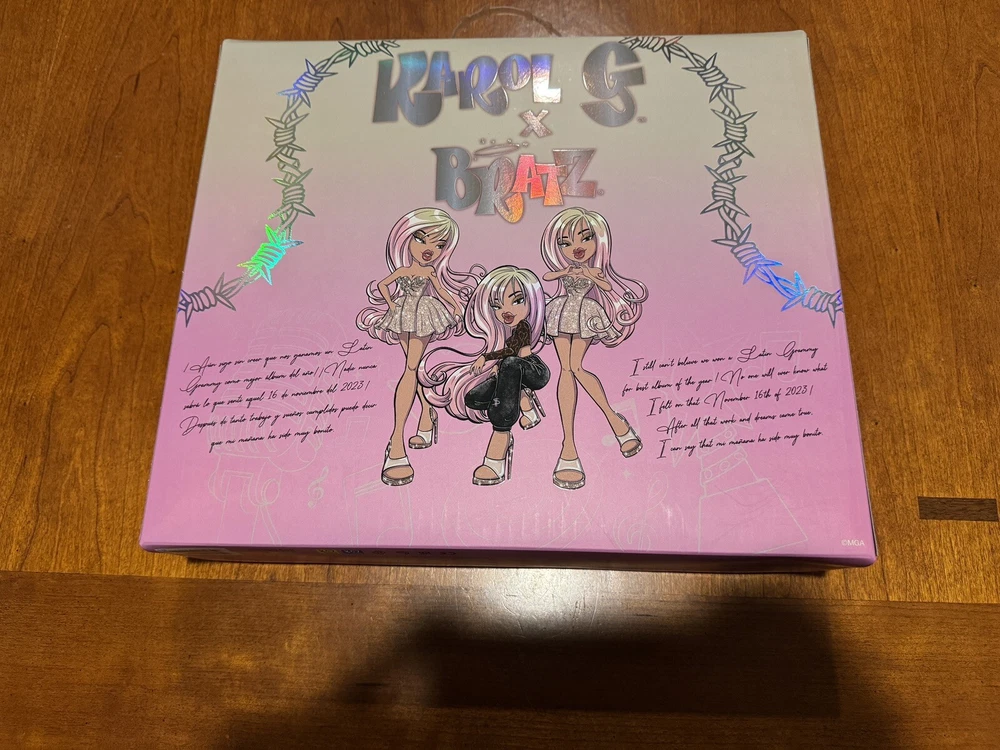 KAROL G
X
BRATZ
¡Aún sigo sin creer que nos ganamos un Latin
Grammy como mejor álbum del año! ¡Nadie nunca
sabrá lo que sentí aquel 16 de noviembre del 2023!
Después de tanto trabajo y sueños cumplidos puedo decir
que mi mañana ha sido muy bonito.
I still can't believe we won a Latin Grammy
for best album of the year! No one will ever know what
I felt on that November 16th of 2023!
After all that work and dreams come true,
I can say that my mañana ha sido muy bonito.
©MGA